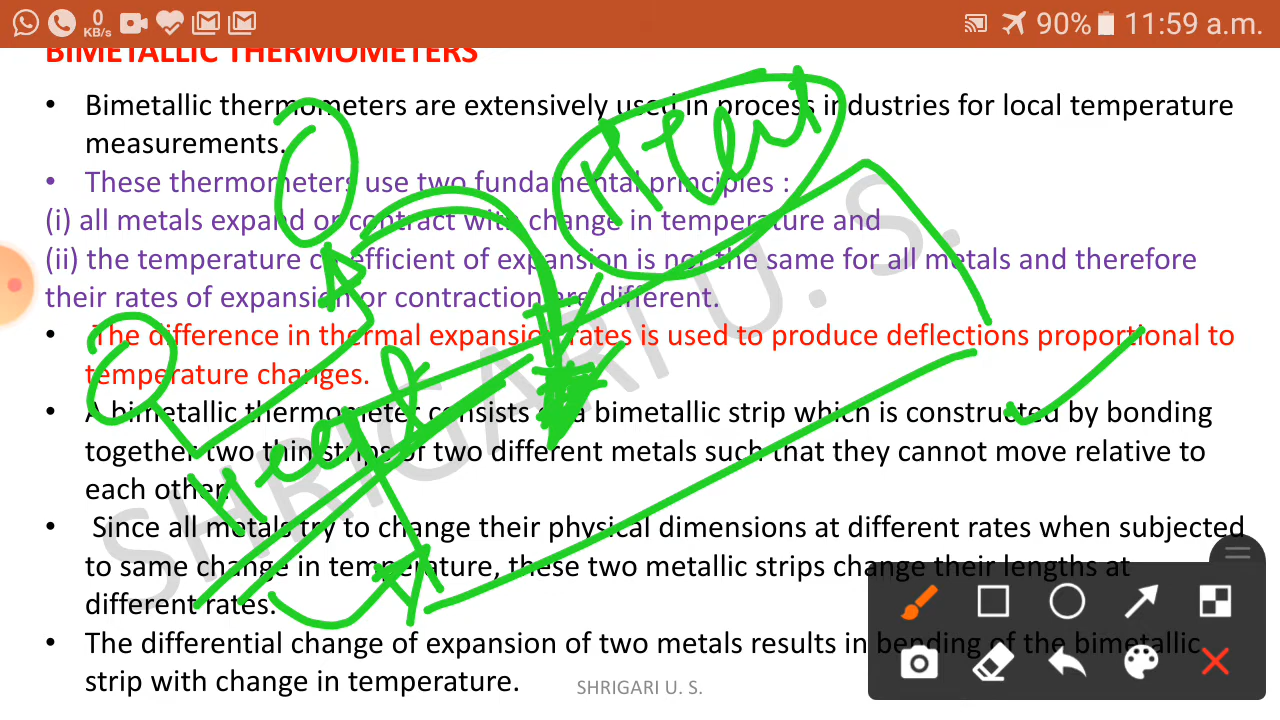 0 KB/s 90% 11:59 a.m.
BIMETALLIC THERMOMETERS
• Bimetallic thermometers are extensively used in process industries for local temperature
measurements.
• These thermometers use two fundamental principles :
(i) all metals expand or contract with change in temperature and
(ii) the temperature co-efficient of expansion is not the same for all metals and therefore
their rates of expansion or contraction are different.
• The difference in thermal expansion rates is used to produce deflections proportional to
temperature changes.
• A bimetallic thermometer consists of a bimetallic strip which is constructed by bonding
together two thin strips of two different metals such that they cannot move relative to
each other.
• Since all metals try to change their physical dimensions at different rates when subjected
to same change in temperature, these two metallic strips change their lengths at
different rates.
• The differential change of expansion of two metals results in bending of the bimetallic
strip with change in temperature.
SHRIGARI U. S.
SHRIGARI U. S.